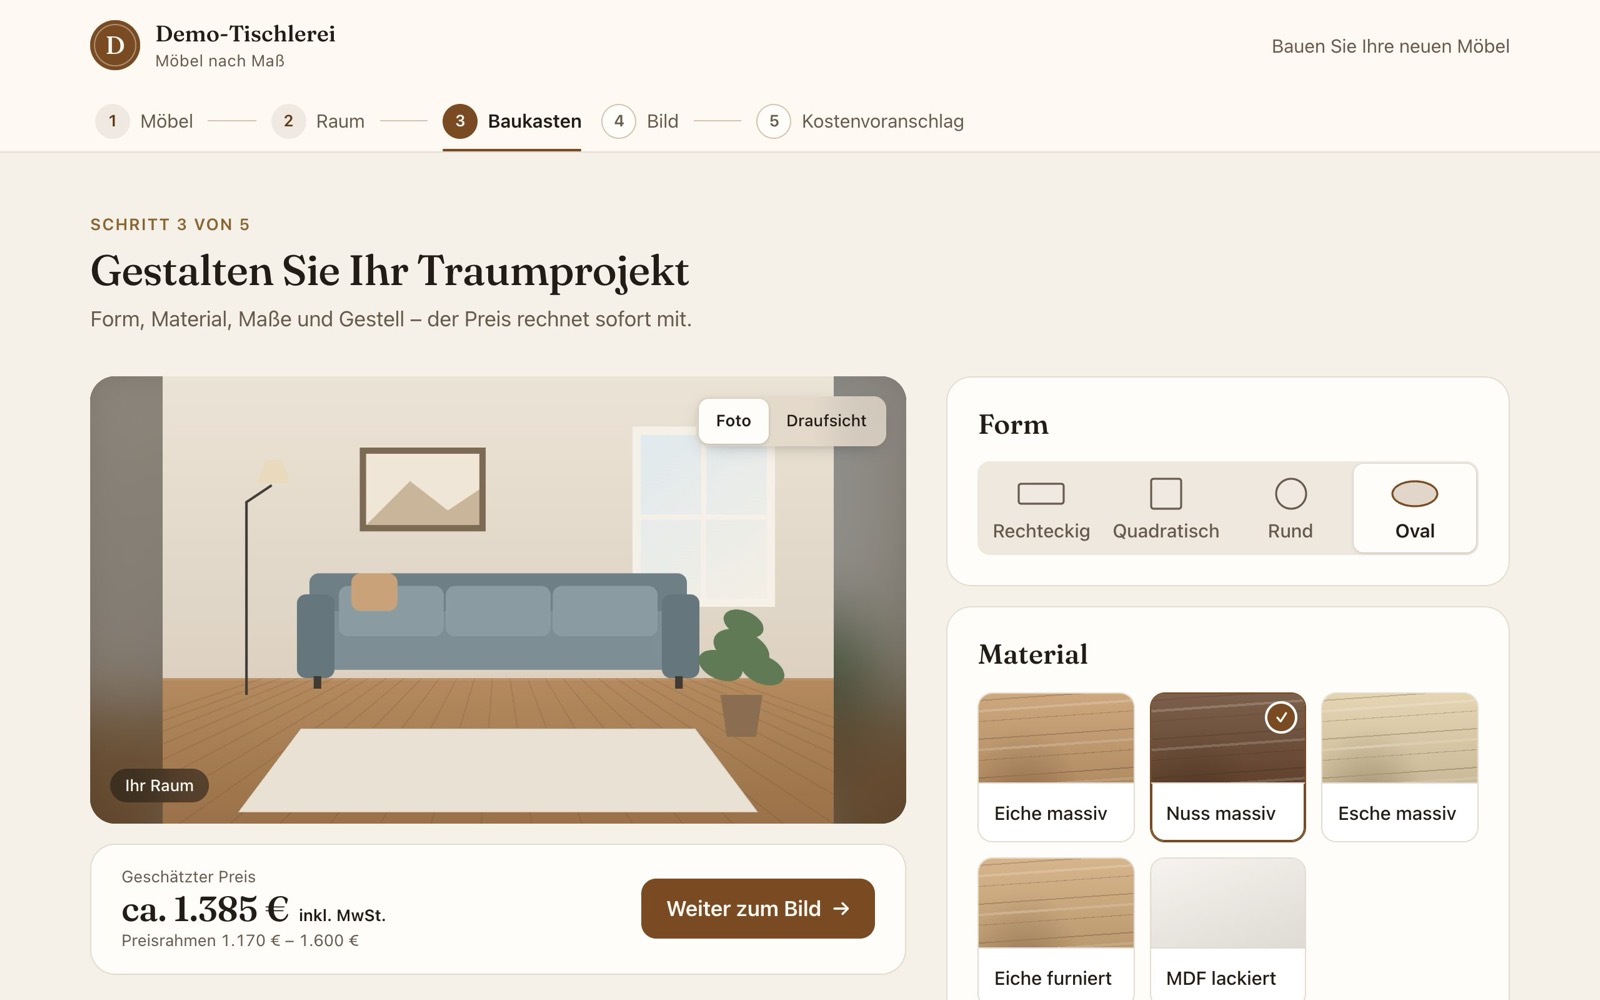 D
Demo-Tischlerei
Möbel nach Maß
Bauen Sie Ihre neuen Möbel
1 Möbel 2 Raum 3 Baukasten 4 Bild 5 Kostenvoranschlag
SCHRITT 3 VON 5
Gestalten Sie Ihr Traumprojekt
Form, Material, Maße und Gestell – der Preis rechnet sofort mit.
Foto Draufsicht
Ihr Raum
Geschätzter Preis
ca. 1.385 € inkl. MwSt.
Preisrahmen 1.170 € – 1.600 €
Weiter zum Bild →
Form
Rechteckig Quadratisch Rund Oval
Material
Eiche massiv Nuss massiv Esche massiv
Eiche furniert MDF lackiert